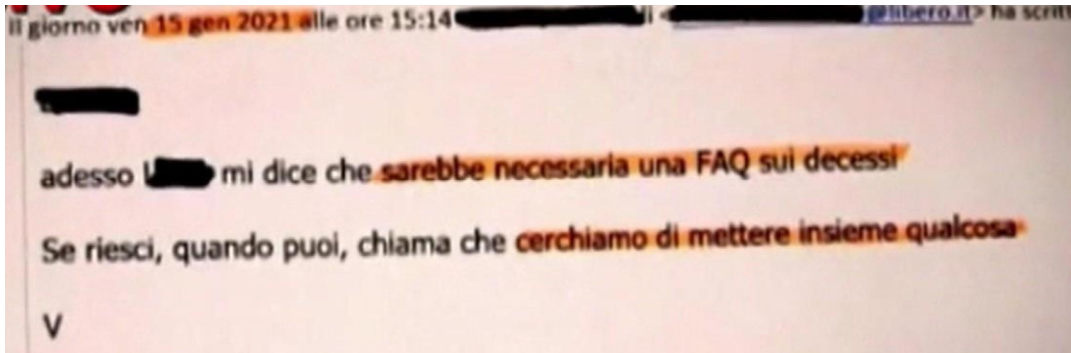 Il giorno ven 15 gen 2021 alle ore 15:14 @libero.it> ha scritt
adesso mi dice che sarebbe necessaria una FAQ sui decessi
Se riesci, quando puoi, chiama che cerchiamo di mettere insieme qualcosa
V